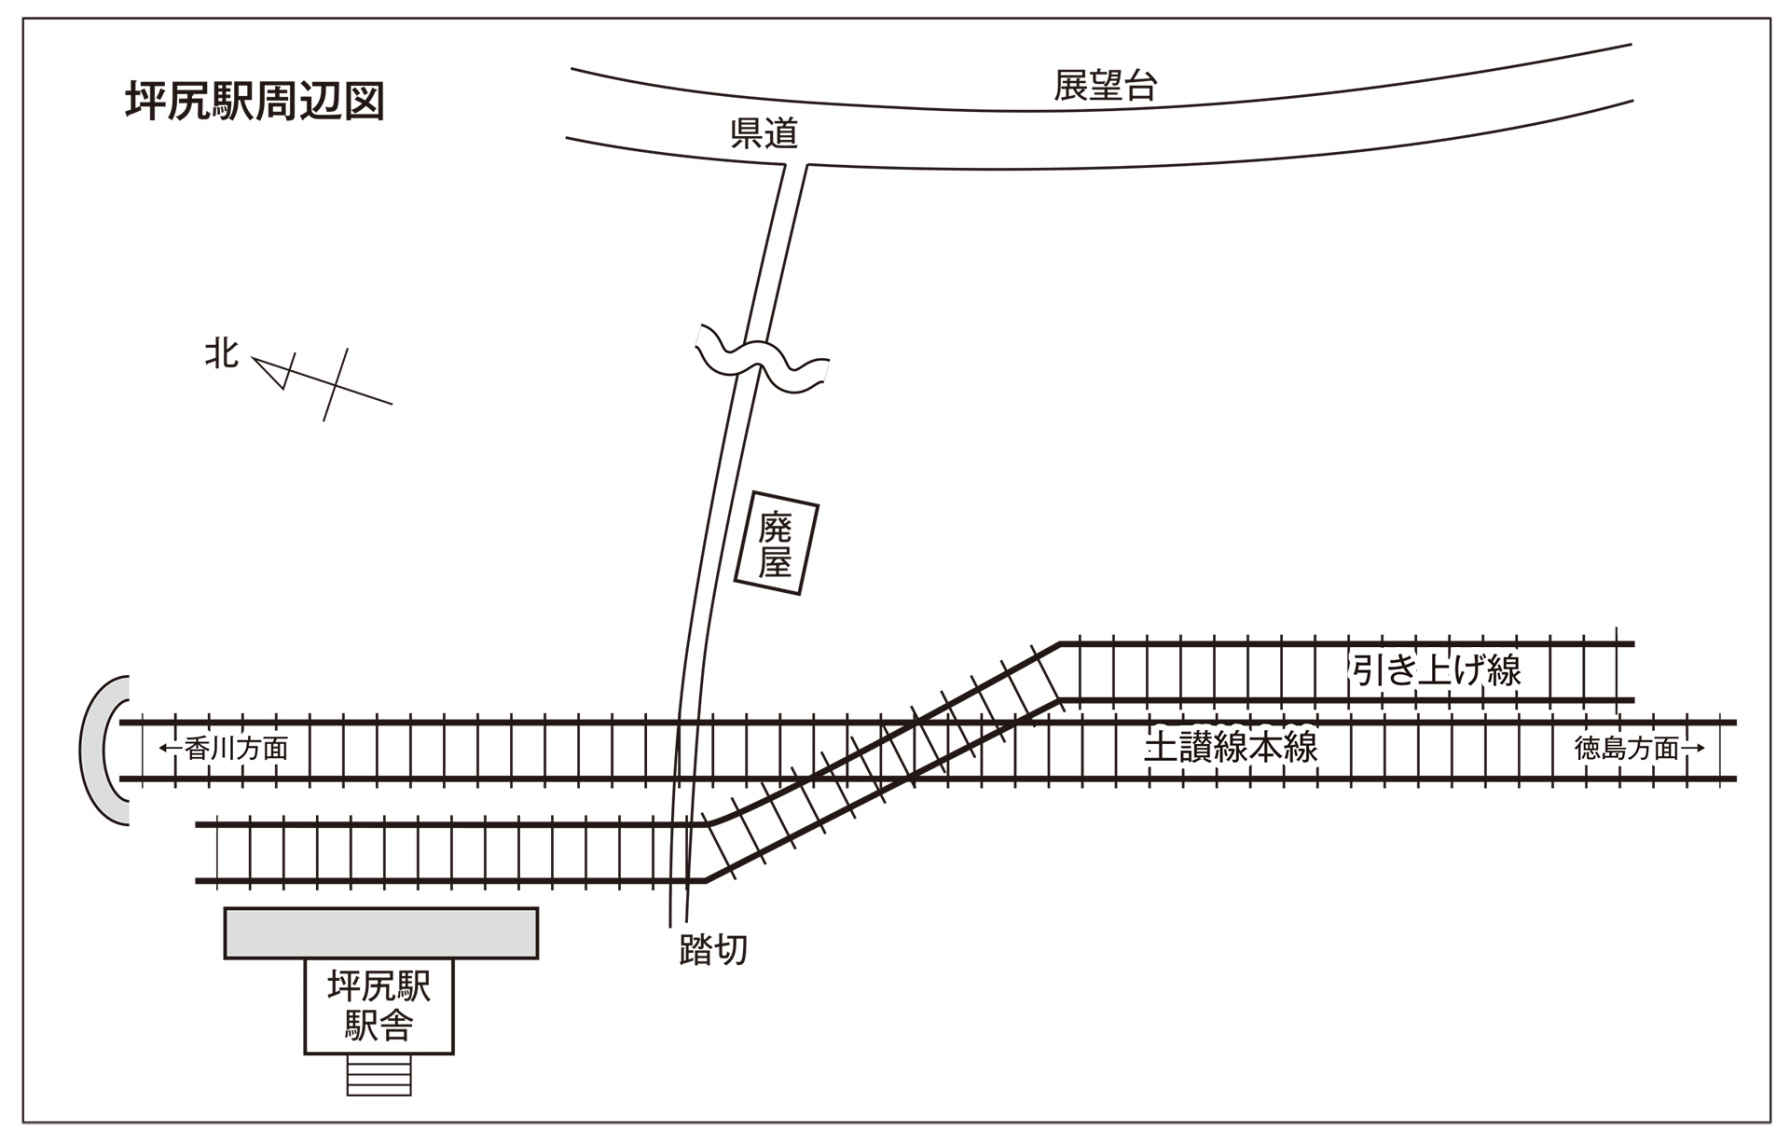 坪尻駅周辺図
展望台
県道
北
廃
屋
引き上げ線
←香川方面
土讃線本線
徳島方面→
踏切
坪尻駅
駅舎